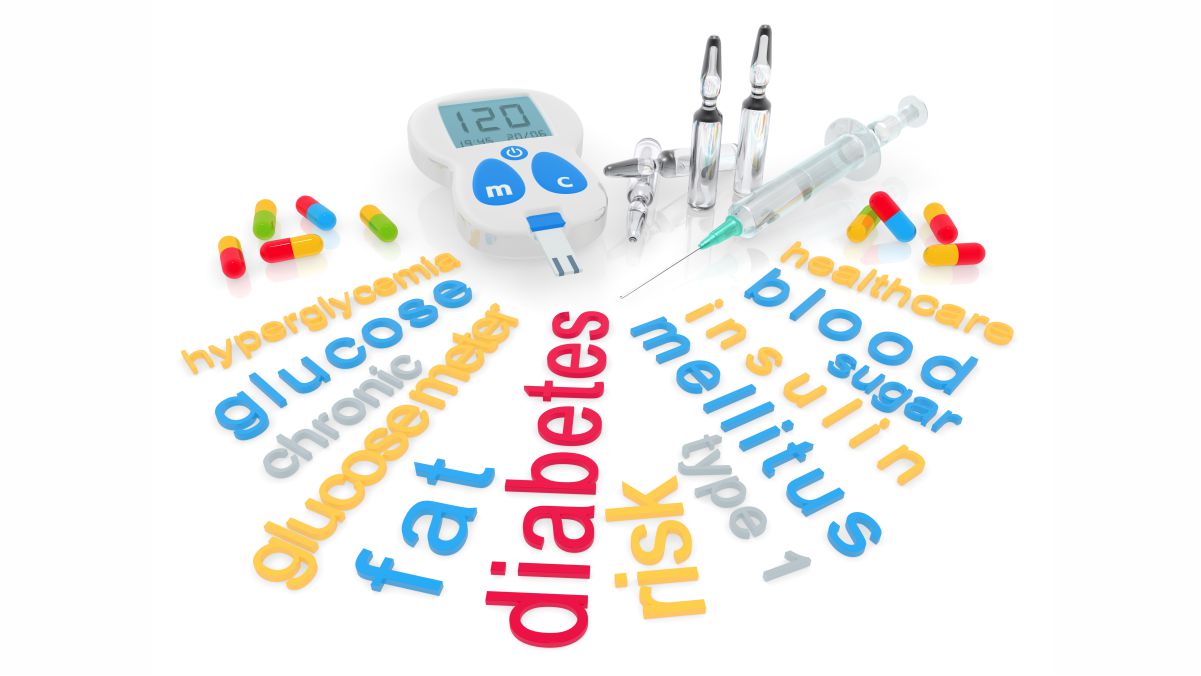 120
19:45 20/06
m c
hyperglycemia
glucose
chronic
glucosemeter
fat
diabetes
risk
type 1
mellitus
insulin
sugar
blood
healthcare